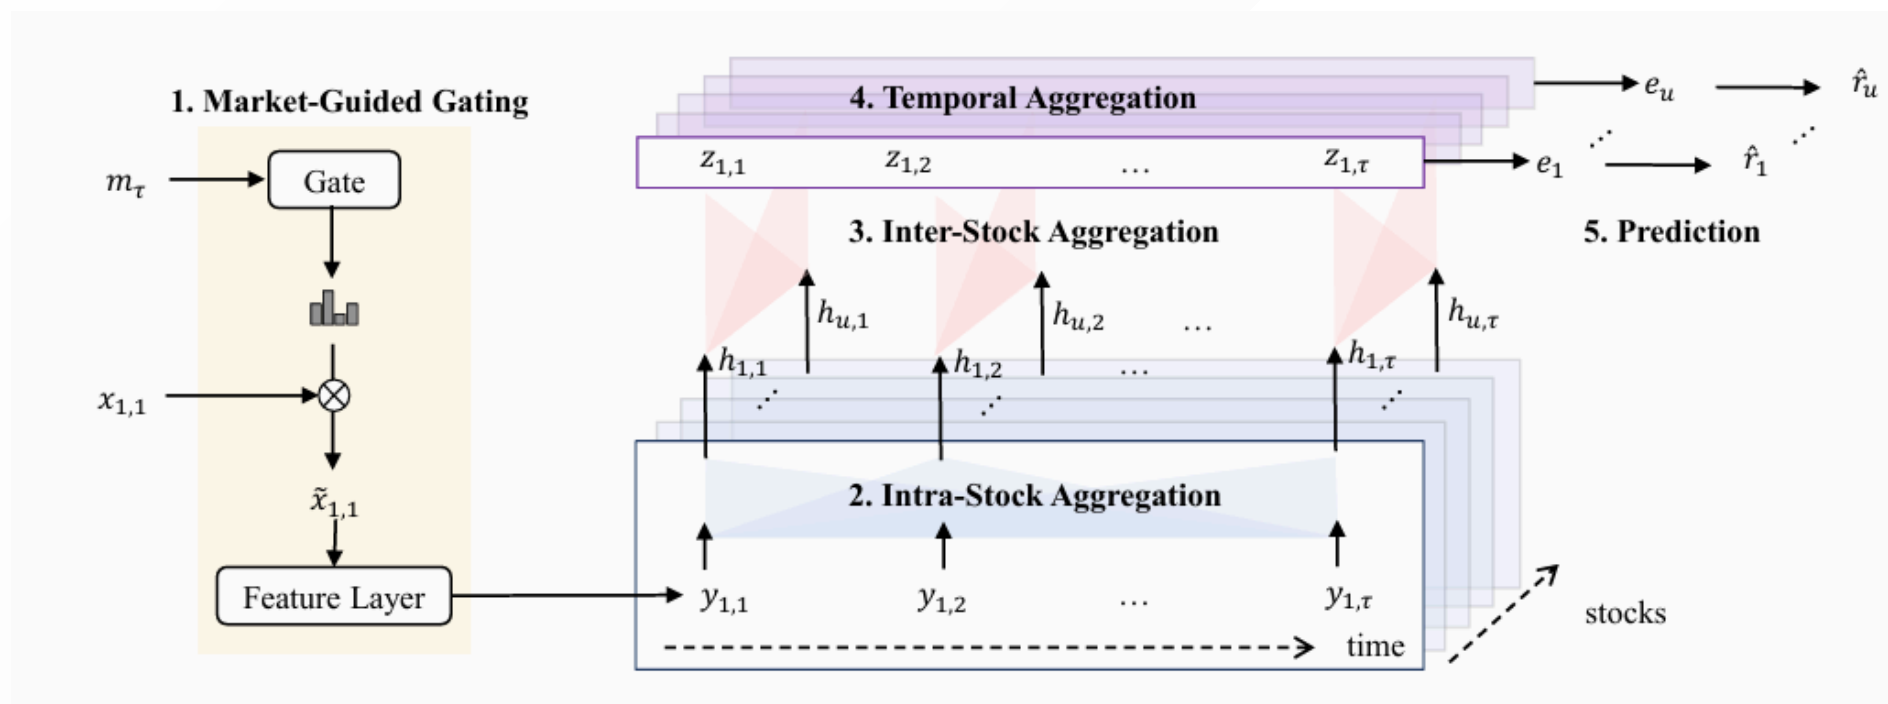 1. Market-Guided Gating
m_τ
Gate
x_{1,1}
x̃_{1,1}
Feature Layer
4. Temporal Aggregation
z_{1,1} z_{1,2} … z_{1,τ}
e_u r̂_u
⋰ ⋰
e_1 r̂_1
3. Inter-Stock Aggregation
5. Prediction
h_{u,1} h_{u,2} … h_{u,τ}
h_{1,1} h_{1,2} … h_{1,τ}
⋰ ⋰ ⋰
2. Intra-Stock Aggregation
y_{1,1} y_{1,2} … y_{1,τ}
time
stocks